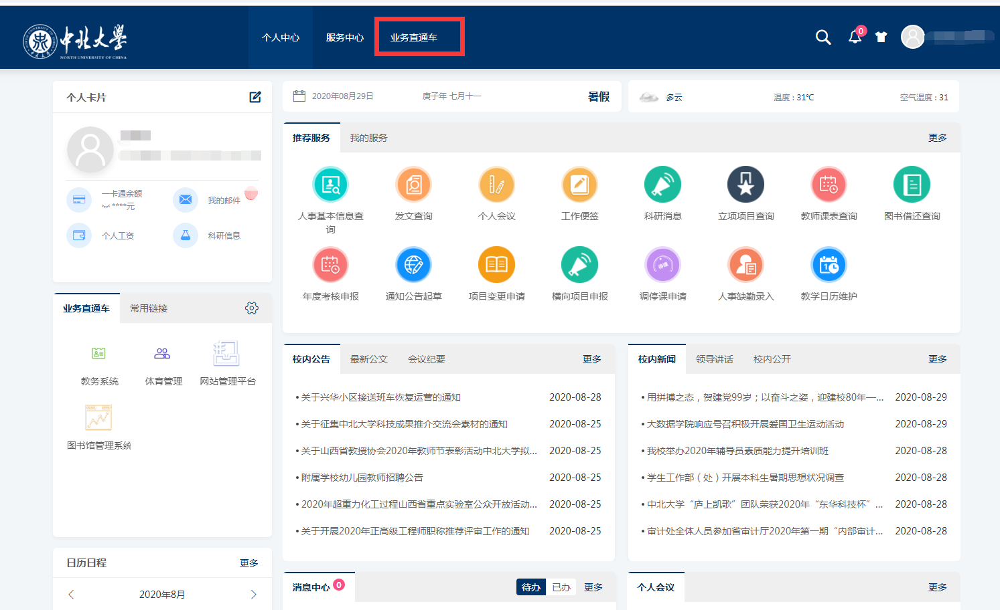 中北大學
NORTH UNIVERSITY OF CHINA
个人中心
服务中心
业务直通车
0
个人卡片
一卡通余额
****元
我的邮件
个人工资
科研信息
2020年08月29日
庚子年 七月十一
暑假
多云
温度 : 31℃
空气湿度 : 31
推荐服务
我的服务
更多
人事基本信息查
询
发文查询
个人会议
工作便签
科研消息
立项项目查询
教师课表查询
图书借还查询
年度考核申报
通知公告起草
项目变更申请
横向项目申报
调停课申请
人事缺勤录入
教学日历维护
业务直通车
常用链接
教务系统
体育管理
网站管理平台
图书馆管理系统
校内公告
最新公文
会议纪要
更多
• 关于兴华小区接送班车恢复运营的通知 2020-08-28
• 关于征集中北大学科技成果推介交流会素材的通知 2020-08-25
• 关于山西省教授协会2020年教师节表彰活动中北大学拟... 2020-08-25
• 附属学校幼儿园教师招聘公告 2020-08-25
• 2020年超重力化工过程山西省重点实验室公众开放活动... 2020-08-25
• 关于开展2020年正高级工程师职称推荐评审工作的通知 2020-08-25
校内新闻
领导讲话
校内公开
更多
• 用拼搏之态，贺建党99岁；以奋斗之姿，迎建校80年—... 2020-08-29
• 大数据学院响应号召积极开展爱国卫生运动活动 2020-08-29
• 我校举办2020年辅导员素质能力提升培训班 2020-08-28
• 学生工作部（处）开展本科生暑期思想状况调查 2020-08-28
• 中北大学“庐上凯歌”团队荣获2020年“东华科技杯”... 2020-08-28
• 审计处全体人员参加省审计厅2020年第一期“内部审计... 2020-08-28
日历日程
更多
2020年8月
消息中心
0
待办
已办
更多
个人会议
更多